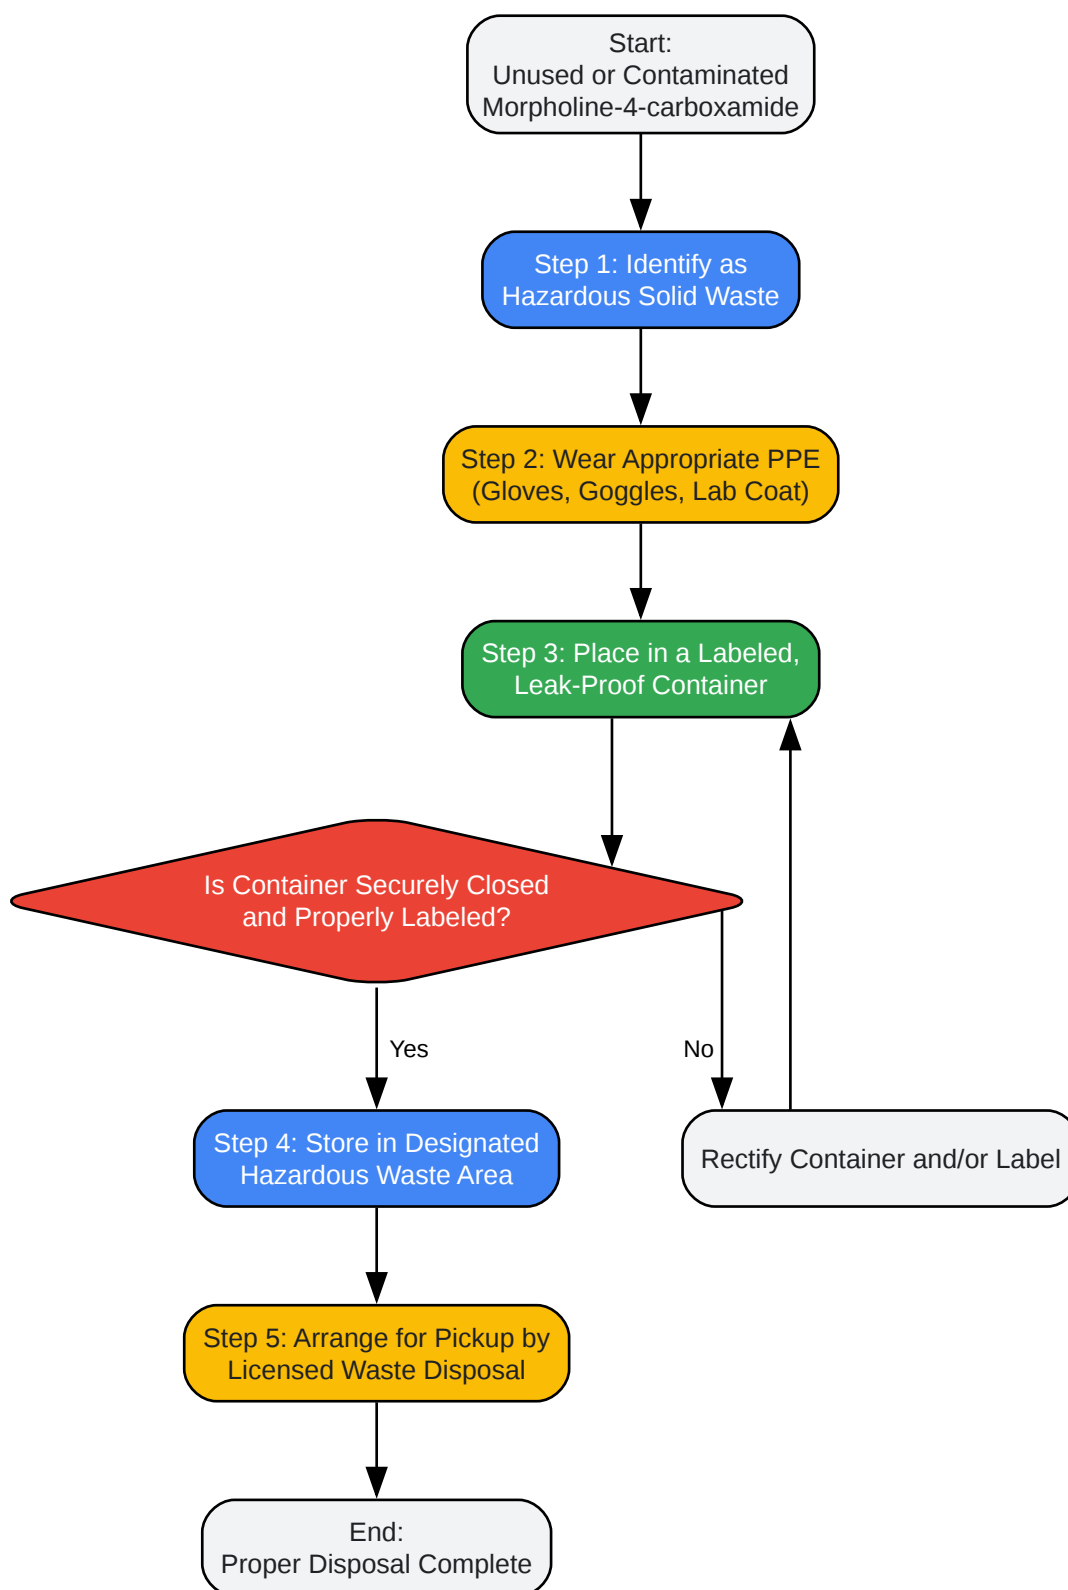 Start:
Unused or Contaminated
Morpholine-4-carboxamide
Step 1: Identify as
Hazardous Solid Waste
Step 2: Wear Appropriate PPE
(Gloves, Goggles, Lab Coat)
Step 3: Place in a Labeled,
Leak-Proof Container
Is Container Securely Closed
and Properly Labeled?
Yes
No
Step 4: Store in Designated
Hazardous Waste Area
Rectify Container and/or Label
Step 5: Arrange for Pickup by
Licensed Waste Disposal
End:
Proper Disposal Complete